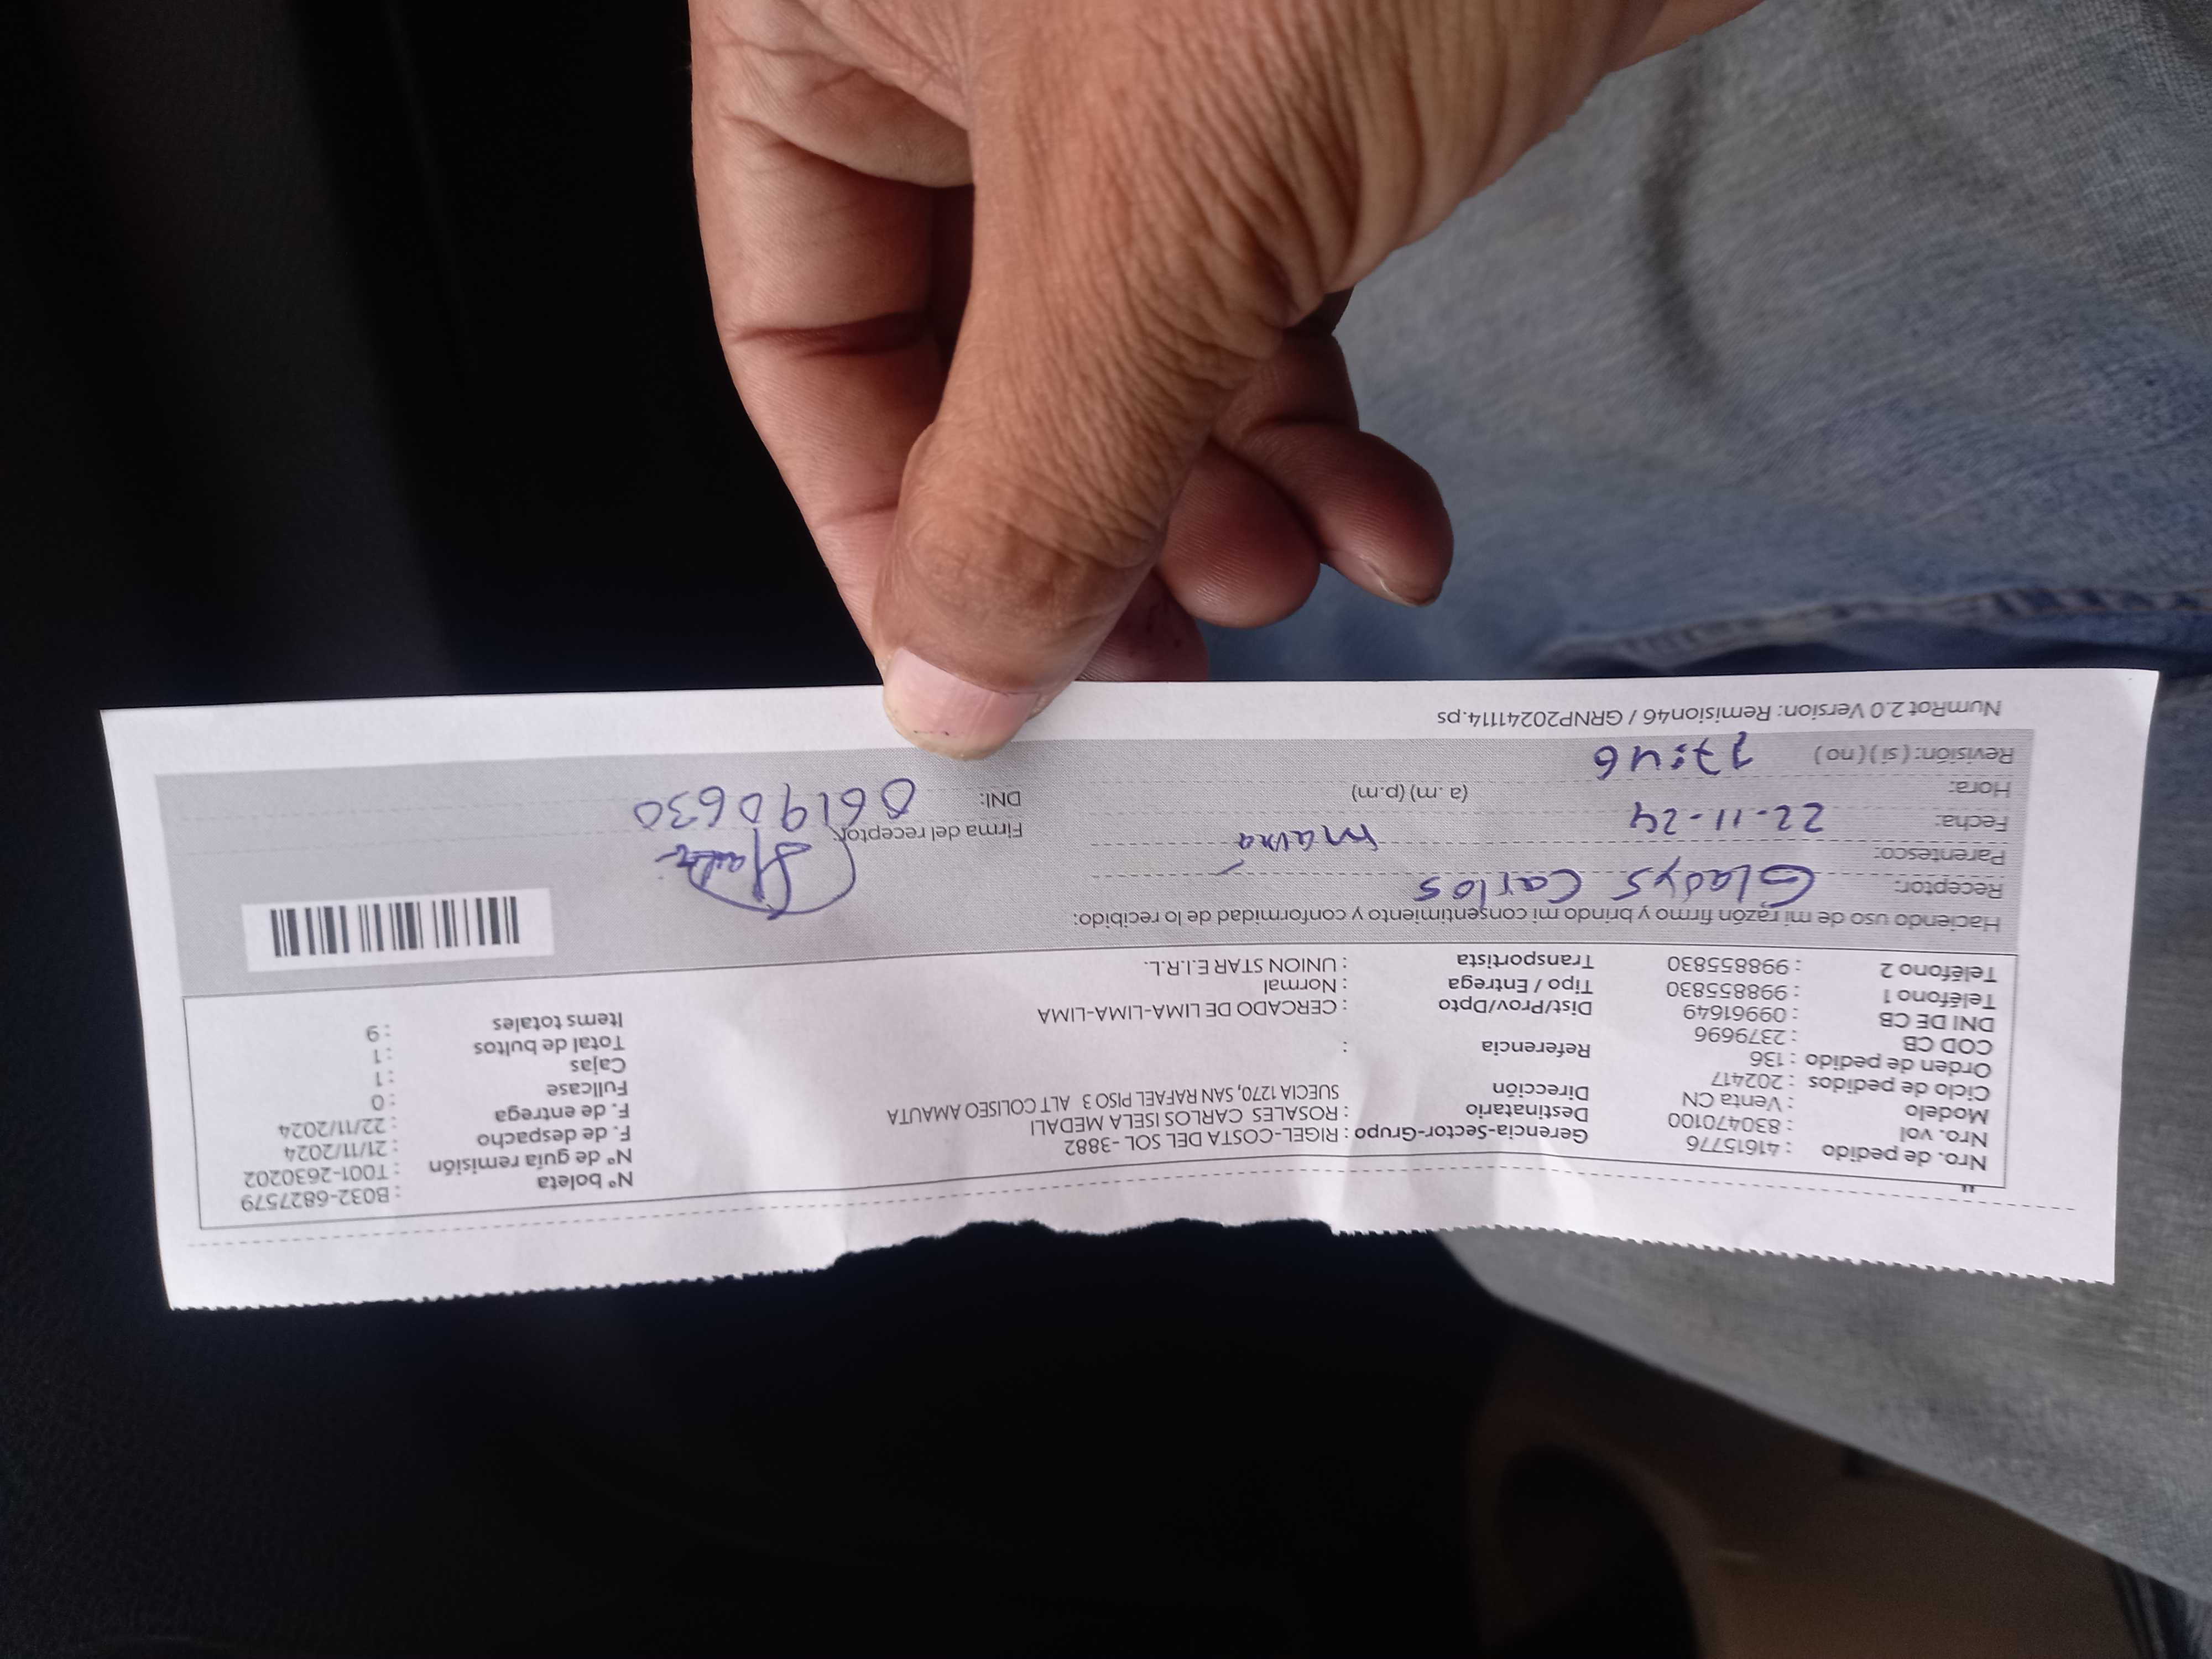 Nro. de pedido : 41615776
Nro. vol : 830470100
Modelo : Venta CN
Ciclo de pedidos : 202417
Orden de pedido : 136
COD CB : 2379696
DNI DE CB : 09961649
Teléfono 1 : 998855830
Teléfono 2 : 998855830
Gerencia-Sector-Grupo : RIGEL-COSTA DEL SOL -3882
Destinatario : ROSALES CARLOS ISELA MEDALI
Dirección SUECIA 1270, SAN RAFAEL PISO 3 ALT COLISEO AMAUTA
Referencia :
Dist/Prov/Dpto : CERCADO DE LIMA-LIMA-LIMA
Tipo / Entrega : Normal
Transportista : UNION STAR E.I.R.L.
N° boleta : B032-6827579
N° de guía remisión : T001-2630202
F. de despacho : 21/11/2024
F. de entrega : 22/11/2024
Fullcase : 0
Cajas : 1
Total de bultos : 1
Items totales : 9
Haciendo uso de mi razón firmo y brindo mi consentimiento y conformidad de lo recibido:
Receptor: Gladys Carlos
Parentesco: mamá
Fecha: 22-11-24
Hora: (a.m) (p.m)
Revisión: ( sí ) ( no ) 17:46
Firma del receptor:
DNI: 06190630
NumRot 2.0 Version: Remision46 / GRNP20241114.ps